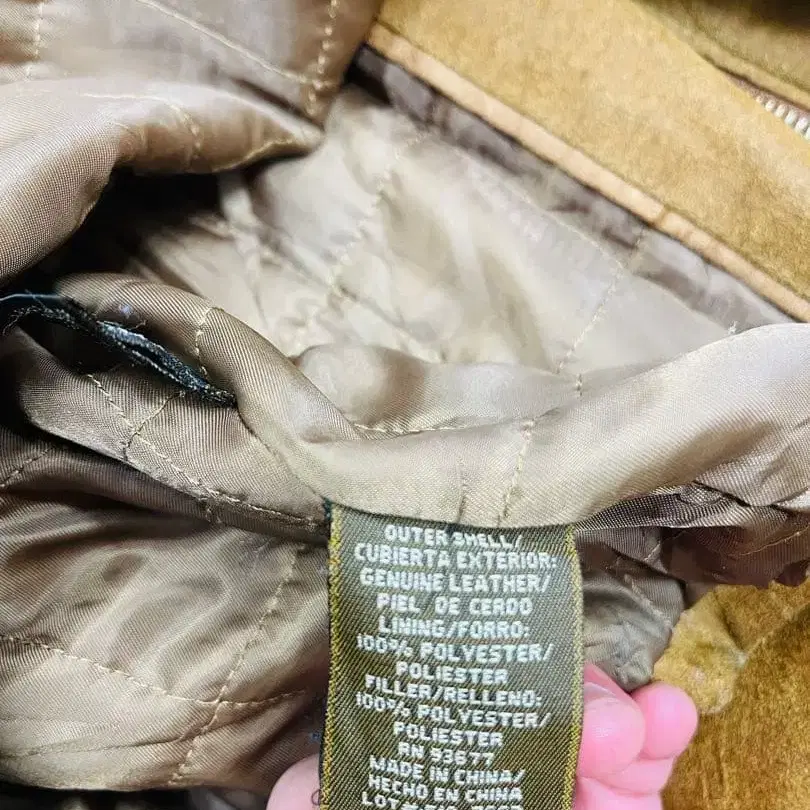 OUTER SHELL/
CUBIERTA EXTERIOR:
GENUINE LEATHER/
PIEL DE CERDO
LINING/FORRO:
100% POLYESTER/
POLIESTER
FILLER/RELLENO:
100% POLYESTER/
POLIESTER
RN 93677
MADE IN CHINA/
HECHO EN CHINA
LOT#